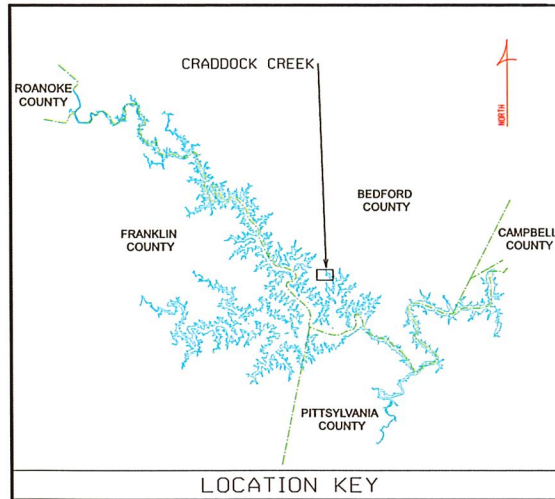 CRADDOCK CREEK
ROANOKE
COUNTY
NORTH
BEDFORD
COUNTY
FRANKLIN
COUNTY
CAMPBELL
COUNTY
PITTSYLVANIA
COUNTY
LOCATION KEY